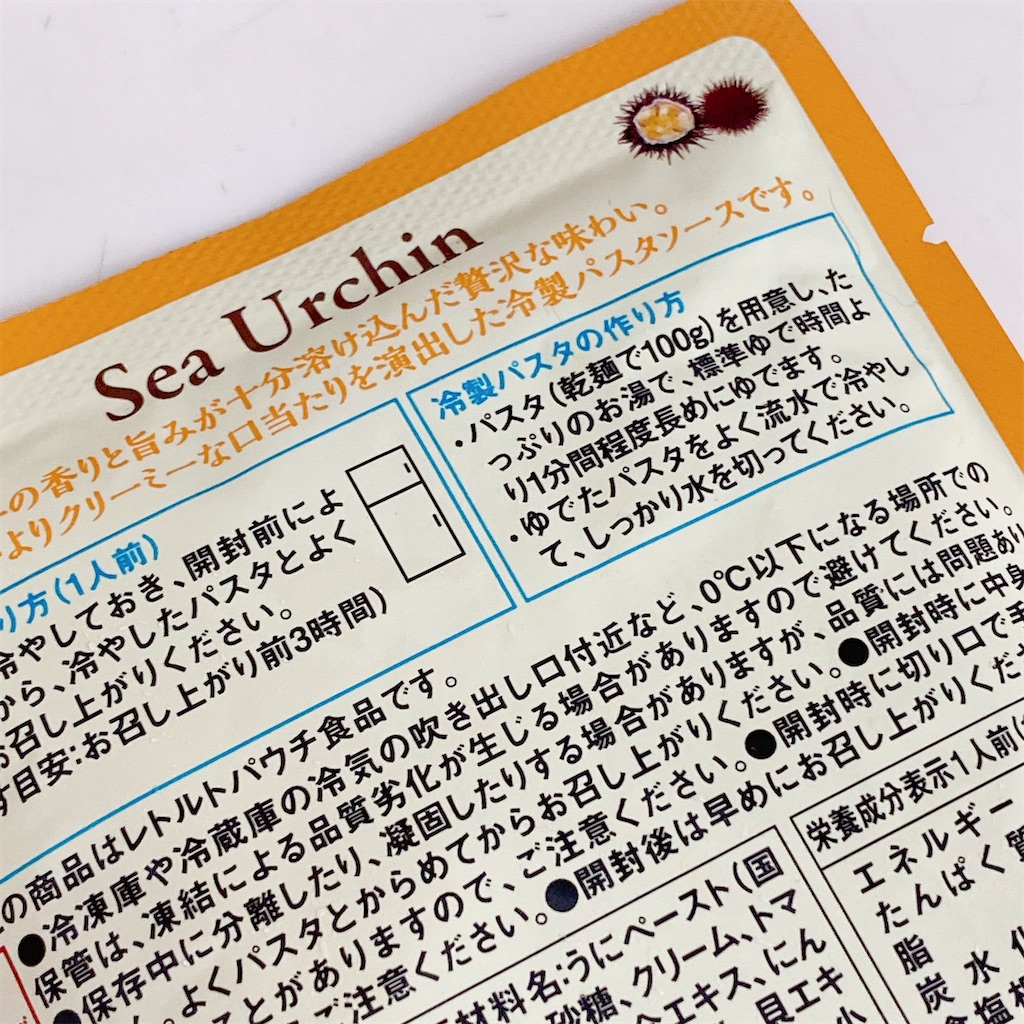 Sea Urchin
の香りと旨みが十分溶け込んだ贅沢な味わい。
よりクリーミーな口当たりを演出した冷製パスタソースです。
り方(1人前)
冷やしておき、開封前によ
から、冷やしたパスタとよく
お召し上がりください。
す目安:お召し上がり前3時間)
冷製パスタの作り方
・パスタ(乾麺で100g)を用意し、た
っぷりのお湯で、標準ゆで時間よ
り1分間程度長めにゆでます。
・ゆでたパスタをよく流水で冷やし
て、しっかり水を切ってください。
の商品はレトルトパウチ食品です。
●冷凍庫や冷蔵庫の冷気の吹き出し口付近など、0℃以下になる場所での
保管は、凍結による品質劣化が生じる場合がありますので避けてください。
●保存中に分離したり、凝固したりする場合がありますが、品質には問題あり
よくパスタとからめてからお召し上がりください。●開封時に中身
ことがありますので、ご注意ください。●開封時に切り口で手
ご注意ください。●開封後は早めにお召し上がりくだ
材料名:うにペースト(国
砂糖、クリーム、トマ
エキス、にん
貝エキ
栄養成分表示1人前(
エネルギー
たんぱく質
脂
炭水化
食塩相